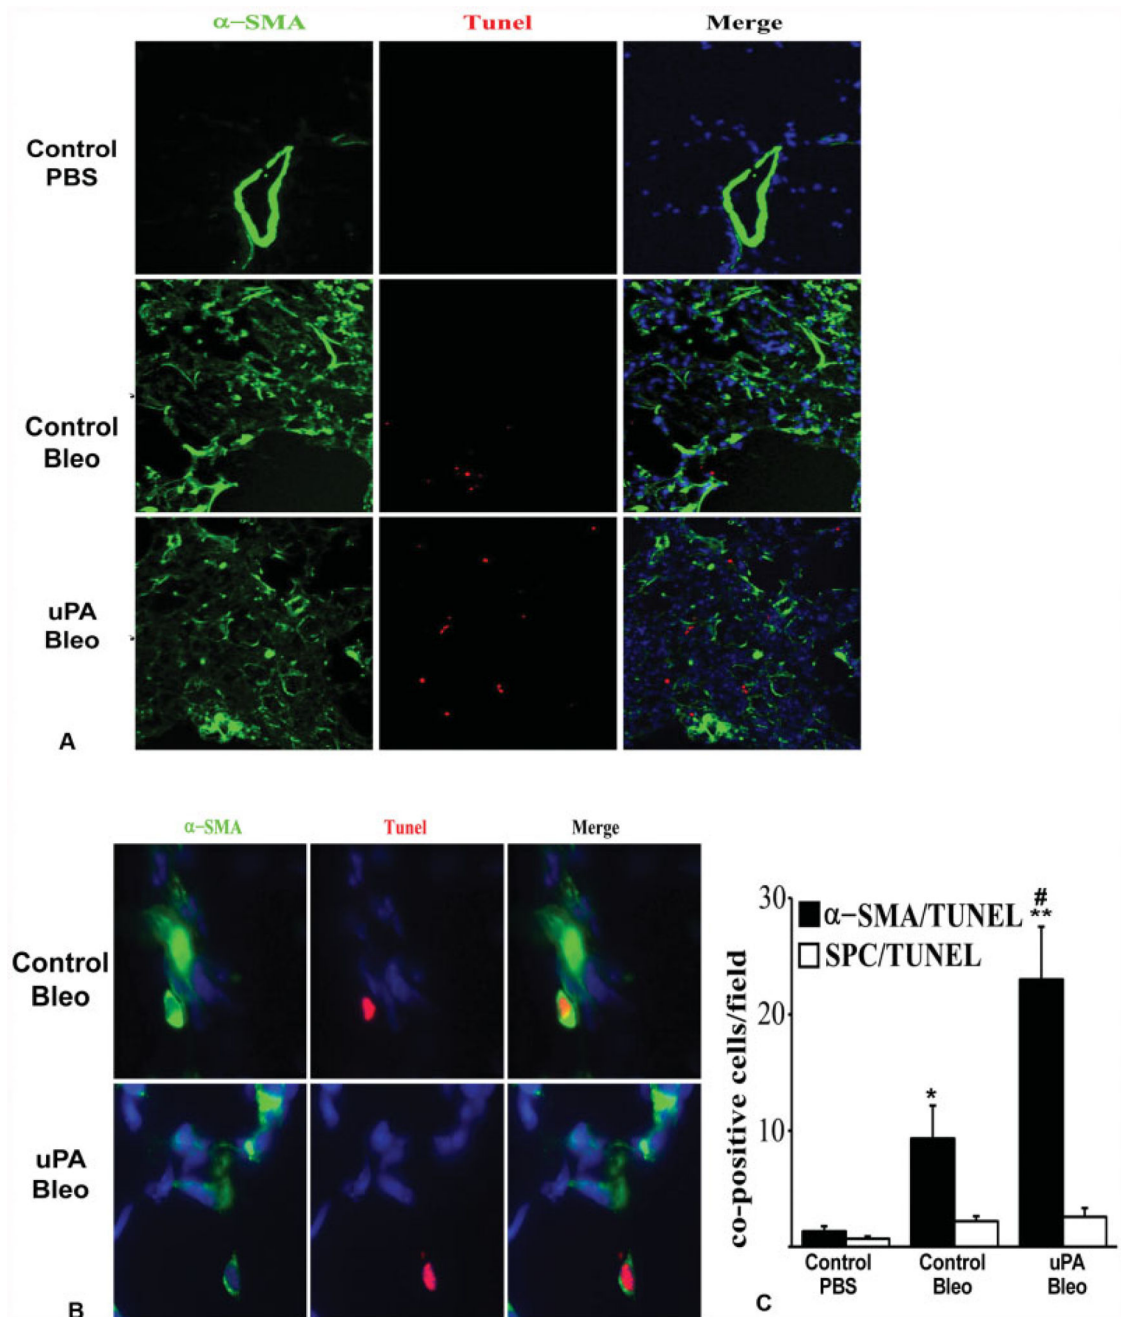 α−SMA Tunel Merge
Control
PBS
Control
Bleo
uPA
Bleo
A
α−SMA Tunel Merge
Control
Bleo
uPA
Bleo
B
30
20
10
co-positive cells/field
α−SMA/TUNEL
SPC/TUNEL
*
#
**
Control
PBS
Control
Bleo
uPA
Bleo
C